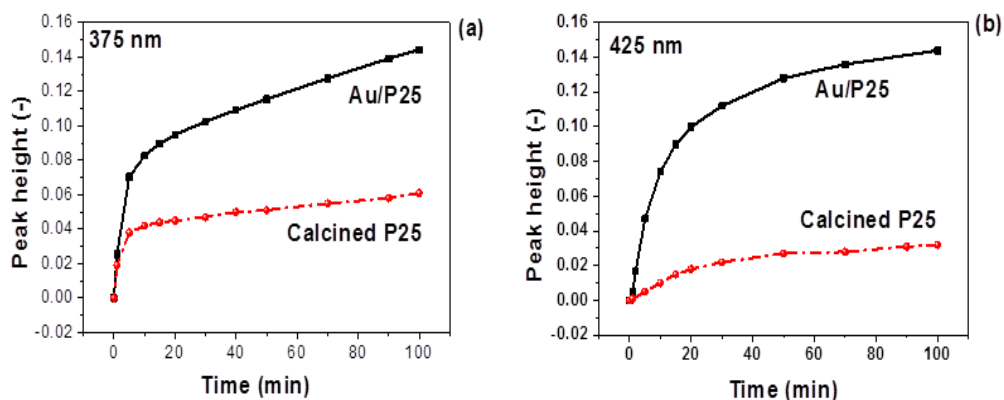 375 nm
(a)
Peak height (-)
0.16
0.14
0.12
0.10
0.08
0.06
0.04
0.02
0.00
-0.02
Au/P25
Calcined P25
0 20 40 60 80 100
Time (min)
425 nm
(b)
Peak height (-)
0.16
0.14
0.12
0.10
0.08
0.06
0.04
0.02
0.00
-0.02
Au/P25
Calcined P25
0 20 40 60 80 100
Time (min)